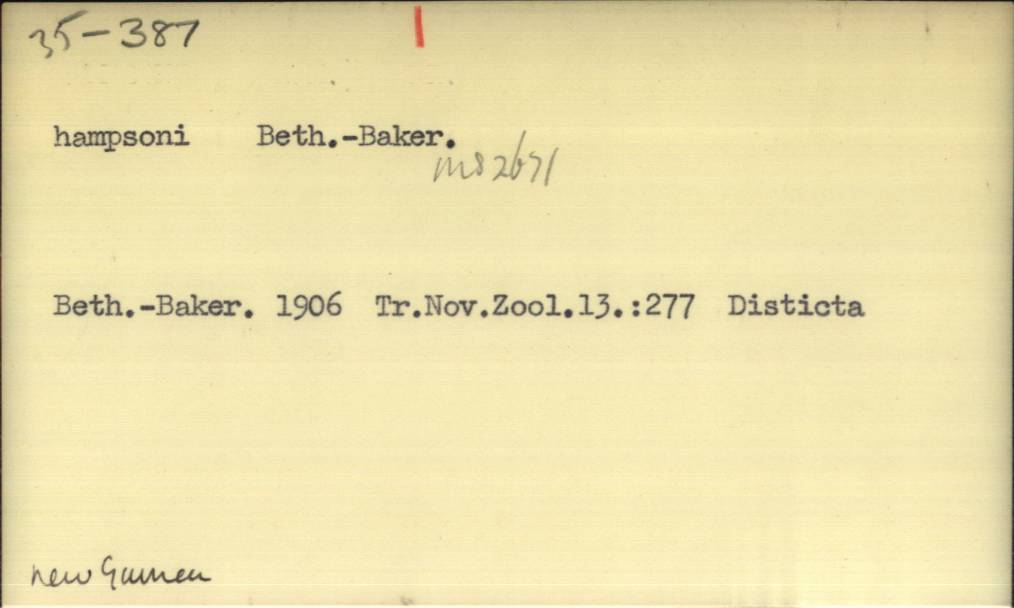 35-387
hampsoni Beth.-Baker.
Beth.-Baker. 1906 Tr.Nov.Zool.13.:277 Disticta
New Guinea